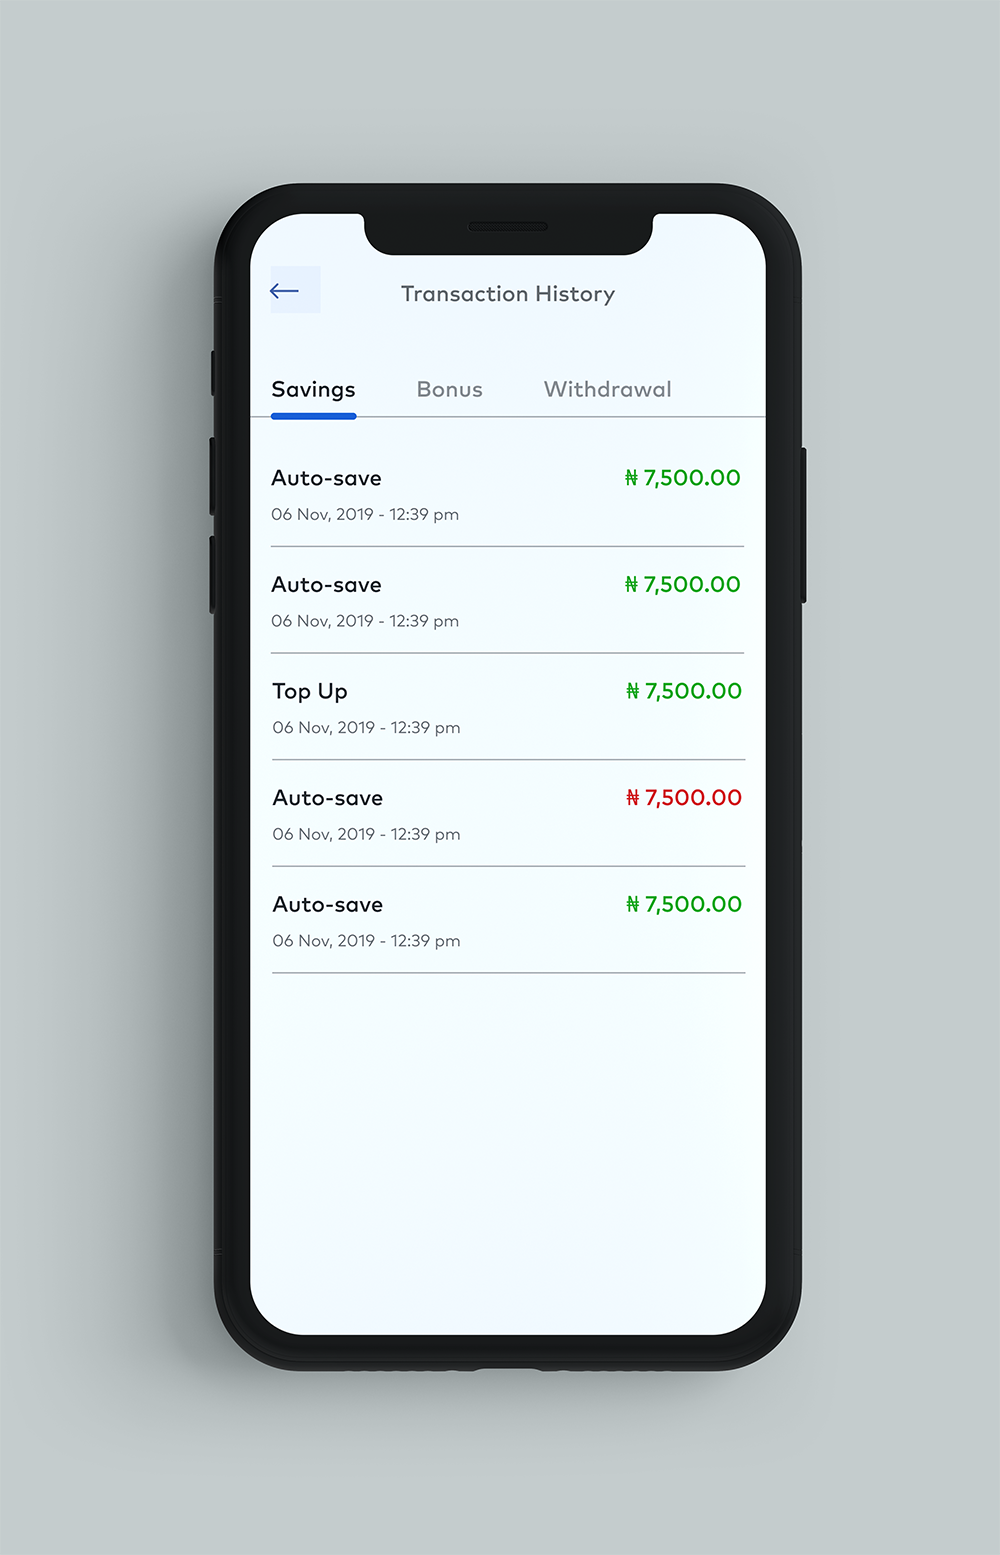 Transaction History
Savings Bonus Withdrawal
Auto-save ₦ 7,500.00
06 Nov, 2019 - 12:39 pm
Auto-save ₦ 7,500.00
06 Nov, 2019 - 12:39 pm
Top Up ₦ 7,500.00
06 Nov, 2019 - 12:39 pm
Auto-save ₦ 7,500.00
06 Nov, 2019 - 12:39 pm
Auto-save ₦ 7,500.00
06 Nov, 2019 - 12:39 pm